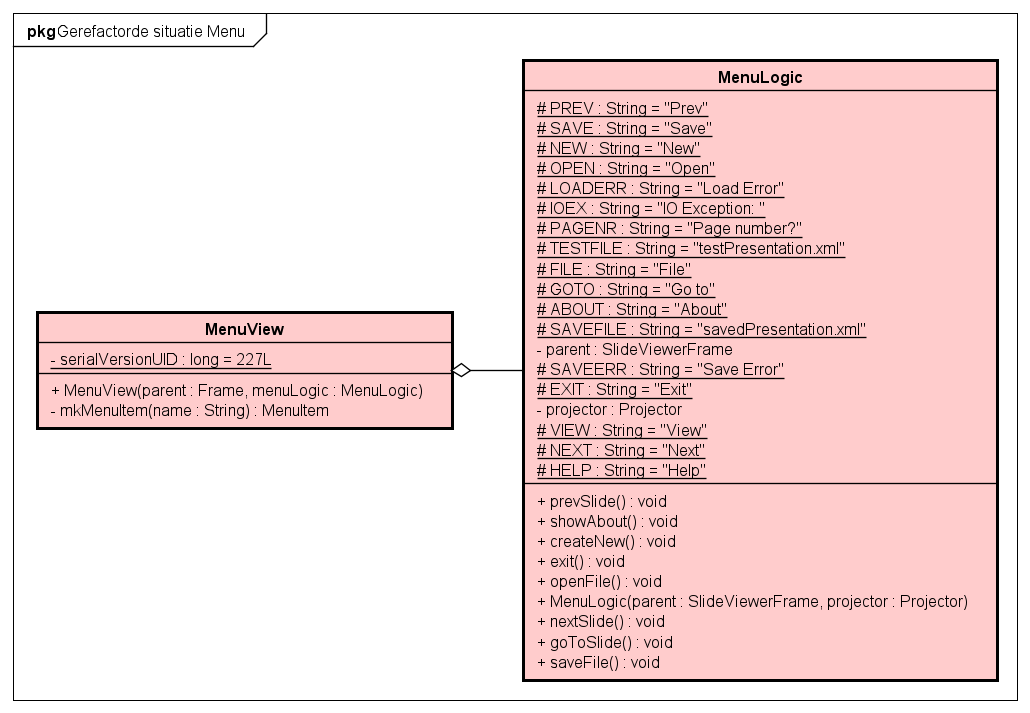 pkg Gerefactorde situatie Menu
MenuView
- serialVersionUID : long = 227L
+ MenuView(parent : Frame, menuLogic : MenuLogic)
- mkMenuItem(name : String) : MenuItem
MenuLogic
# PREV : String = "Prev"
# SAVE : String = "Save"
# NEW : String = "New"
# OPEN : String = "Open"
# LOADERR : String = "Load Error"
# IOEX : String = "IO Exception: "
# PAGENR : String = "Page number?"
# TESTFILE : String = "testPresentation.xml"
# FILE : String = "File"
# GOTO : String = "Go to"
# ABOUT : String = "About"
# SAVEFILE : String = "savedPresentation.xml"
- parent : SlideViewerFrame
# SAVEERR : String = "Save Error"
# EXIT : String = "Exit"
- projector : Projector
# VIEW : String = "View"
# NEXT : String = "Next"
# HELP : String = "Help"
+ prevSlide() : void
+ showAbout() : void
+ createNew() : void
+ exit() : void
+ openFile() : void
+ MenuLogic(parent : SlideViewerFrame, projector : Projector)
+ nextSlide() : void
+ goToSlide() : void
+ saveFile() : void